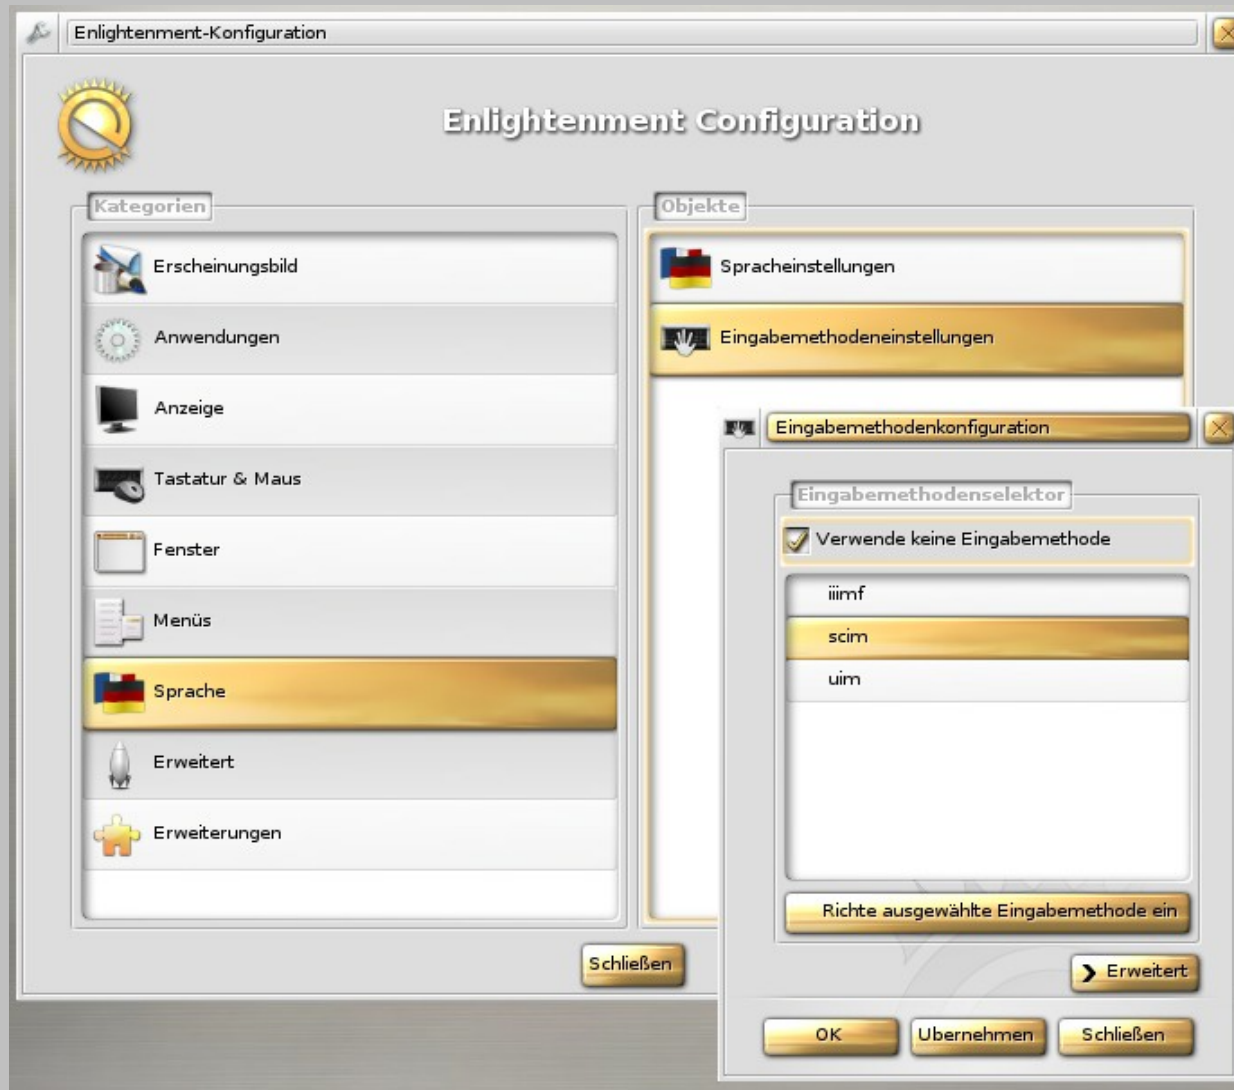 Enlightenment-Konfiguration
Enlightenment Configuration
Kategorien
Erscheinungsbild
Anwendungen
Anzeige
Tastatur & Maus
Fenster
Menüs
Sprache
Erweitert
Erweiterungen
Objekte
Spracheinstellungen
Eingabemethodeneinstellungen
Schließen
Eingabemethodenkonfiguration
Eingabemethodenselektor
Verwende keine Eingabemethode
iiimf
scim
uim
Richte ausgewählte Eingabemethode ein
Erweitert
OK
Ubernehmen
Schließen